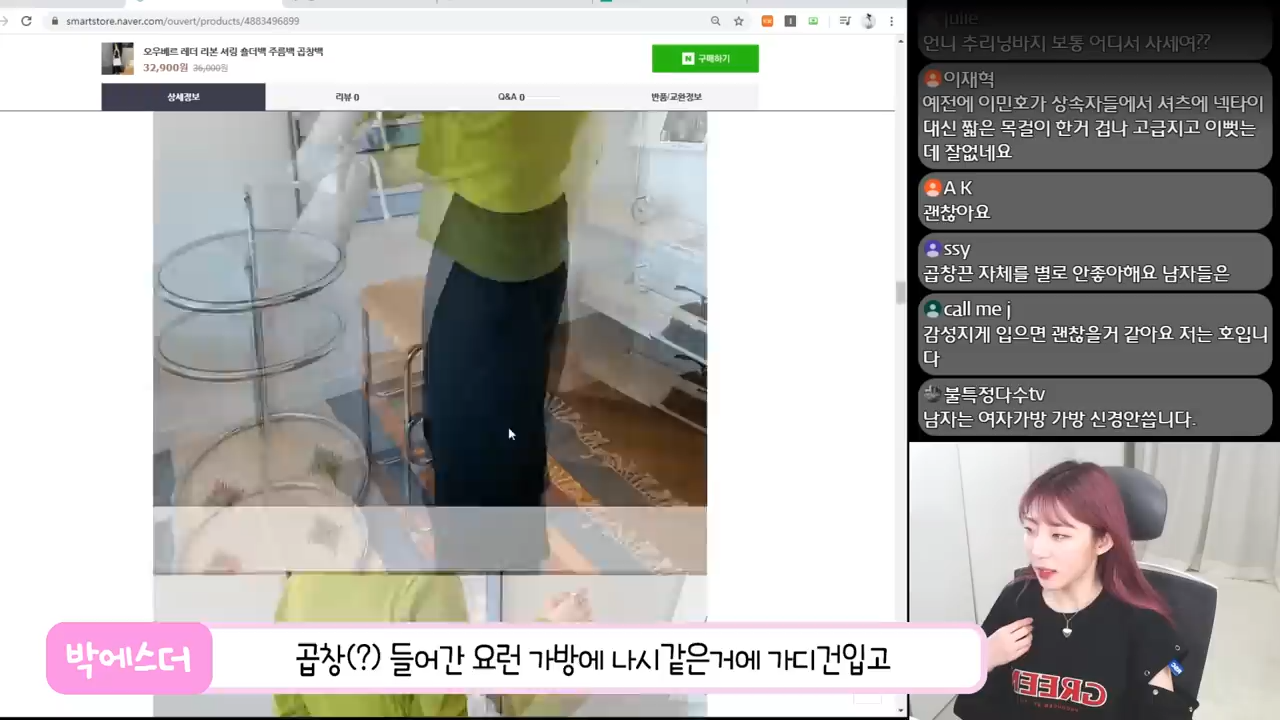 smartstore.naver.com/ouvert/products/4883496899
오우베르 레더 리본 셔링 숄더백 주름백 곱창백
32,900원 36,000원
N 구매하기
상세정보
리뷰 0
Q&A 0
반품/교환정보
julie
언니 추리닝바지 보통 어디서 사세여??
이재혁
예전에 이민호가 상속자들에서 셔츠에 넥타이
대신 짧은 목걸이 한거 겁나 고급지고 이뻣는
데 잘없네요
A K
괜찮아요
ssy
곱창끈 자체를 별로 안좋아해요 남자들은
call me j
감성지게 입으면 괜찮을거 같아요 저는 호입니
다
불특정다수tv
남자는 여자가방 가방 신경안씁니다.
박에스더
곱창(?) 들어간 요런 가방에 나시같은거에 가디건입고